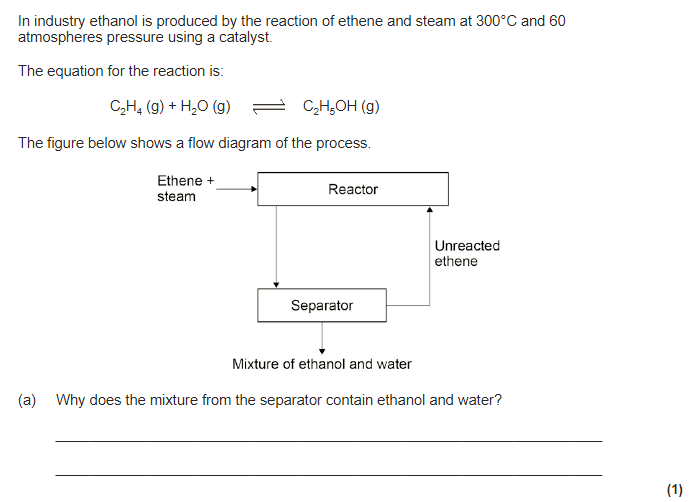 In industry ethanol is produced by the reaction of ethene and steam at 300°C and 60
atmospheres pressure using a catalyst.
The equation for the reaction is:
C₂H₄ (g) + H₂O (g) ⇌ C₂H₅OH (g)
The figure below shows a flow diagram of the process.
Ethene +
steam
Reactor
Unreacted
ethene
Separator
Mixture of ethanol and water
(a) Why does the mixture from the separator contain ethanol and water?
(1)